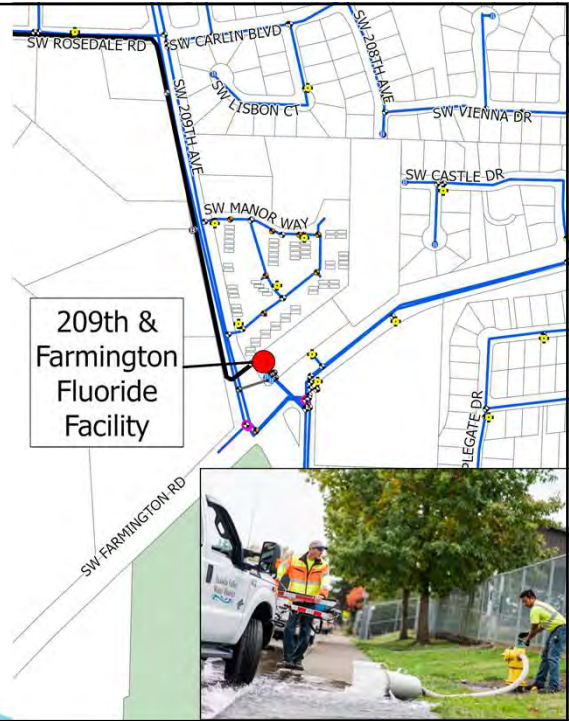 SW ROSEDALE RD
SW CARLIN BLVD
SW 208TH AVE
SW LISBON CT
SW VIENNA DR
SW 209TH AVE
SW CASTLE DR
SW MANOR WAY
209th &
Farmington
Fluoride
Facility
PLEGATE DR
SW FARMINGTON RD